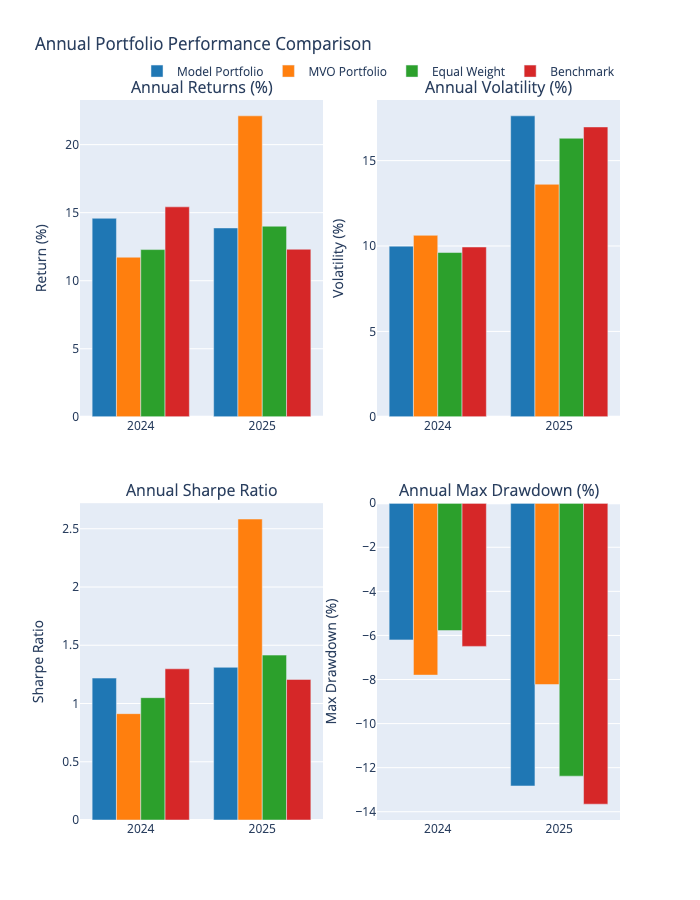 Annual Portfolio Performance Comparison
Model Portfolio MVO Portfolio Equal Weight Benchmark
Annual Returns (%)
Return (%)
20
15
10
5
0
2024 2025
Annual Volatility (%)
Volatility (%)
15
10
5
0
2024 2025
Annual Sharpe Ratio
Sharpe Ratio
2.5
2
1.5
1
0.5
0
2024 2025
Annual Max Drawdown (%)
Max Drawdown (%)
0
−2
−4
−6
−8
−10
−12
−14
2024 2025